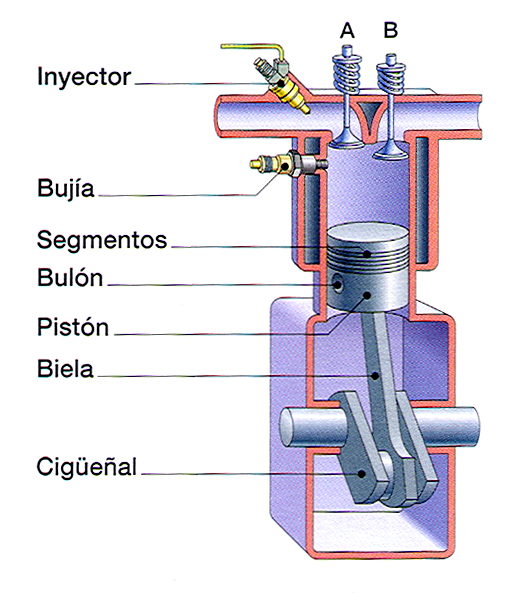 A B
Inyector
Bujía
Segmentos
Bulón
Pistón
Biela
Cigüeñal